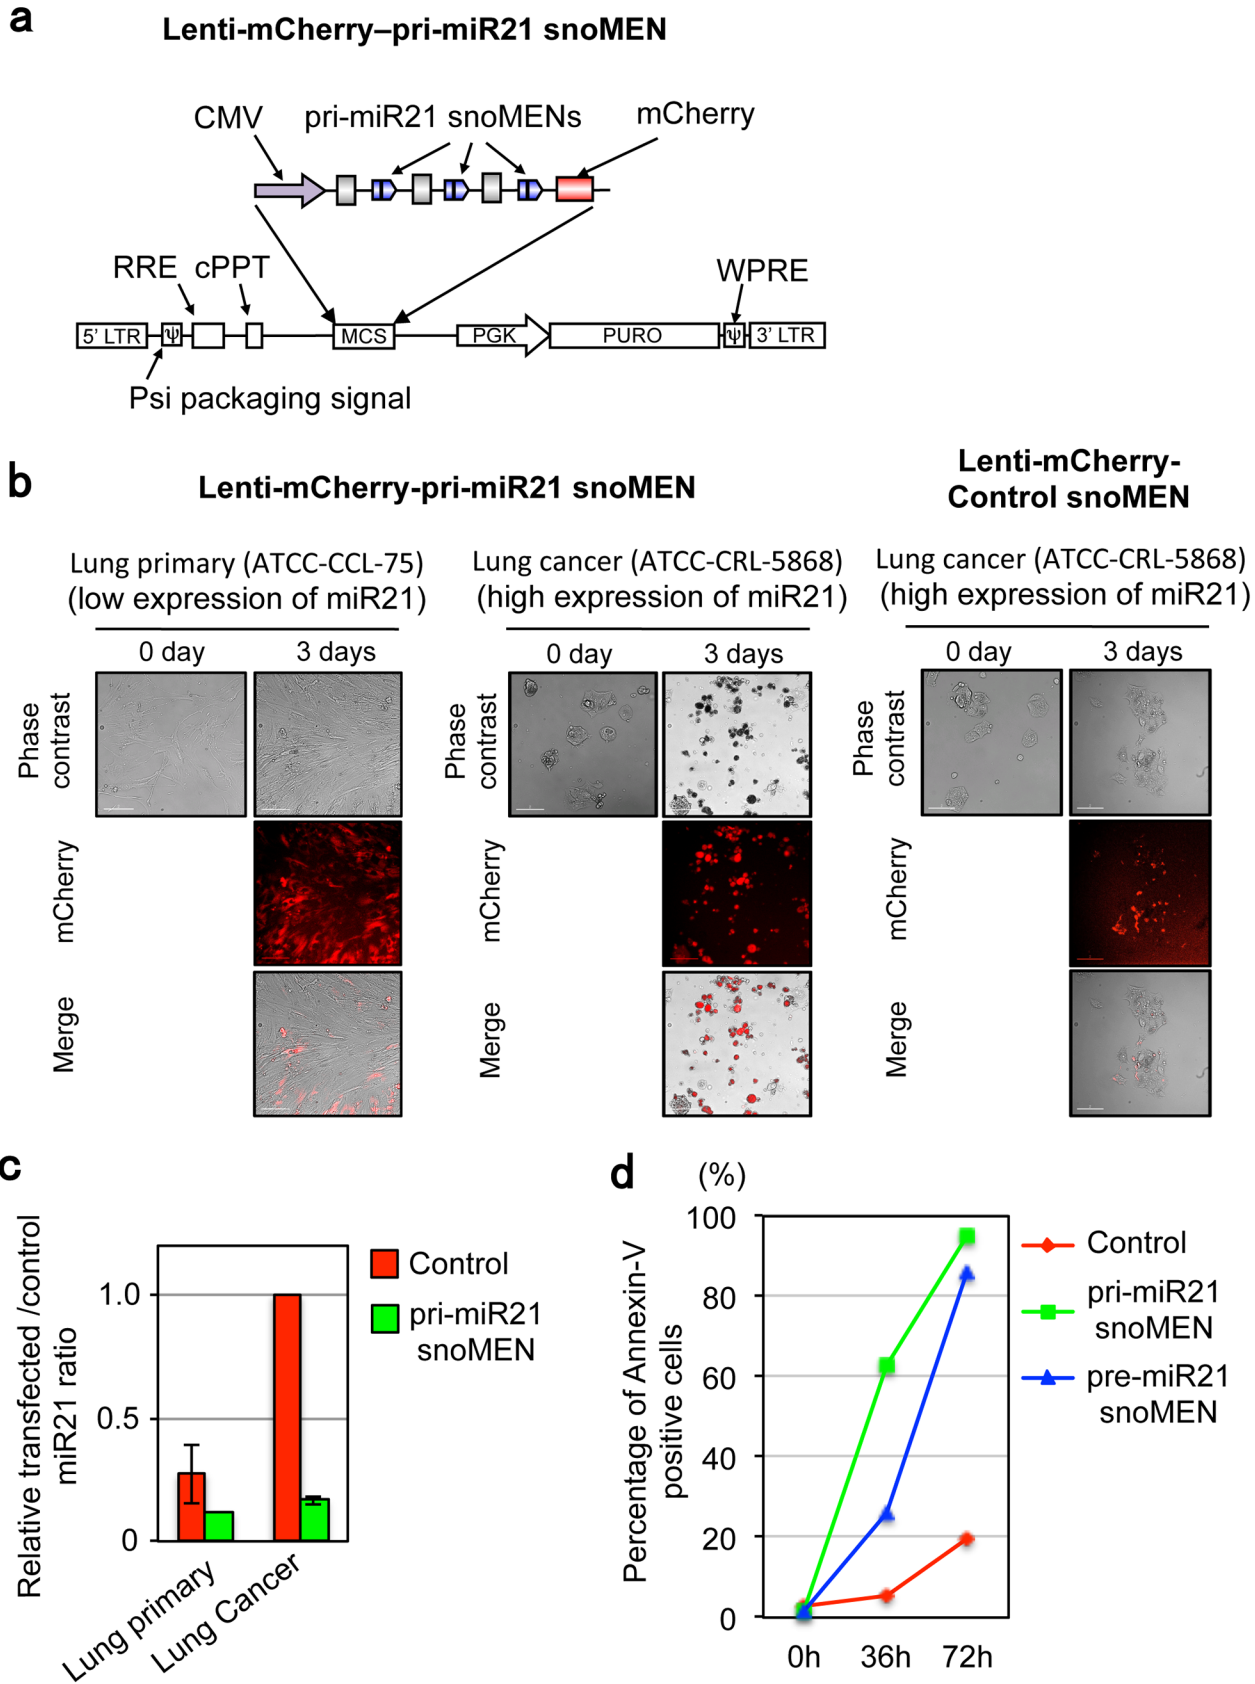 a
Lenti-mCherry–pri-miR21 snoMEN
CMV
pri-miR21 snoMENs
mCherry
RRE
cPPT
WPRE
5' LTR
ψ
MCS
PGK
PURO
ψ
3' LTR
Psi packaging signal
b
Lenti-mCherry-pri-miR21 snoMEN
Lenti-mCherry-
Control snoMEN
Lung primary (ATCC-CCL-75)
(low expression of miR21)
Lung cancer (ATCC-CRL-5868)
(high expression of miR21)
Lung cancer (ATCC-CRL-5868)
(high expression of miR21)
0 day
3 days
0 day
3 days
0 day
3 days
Phase
contrast
Phase
contrast
Phase
contrast
mCherry
mCherry
mCherry
Merge
Merge
Merge
c
Relative transfected /control
miR21 ratio
1.0
0.5
0
Lung primary
Lung Cancer
Control
pri-miR21
snoMEN
d
(%)
Percentage of Annexin-V
positive cells
100
80
60
40
20
0
0h
36h
72h
Control
pri-miR21
snoMEN
pre-miR21
snoMEN